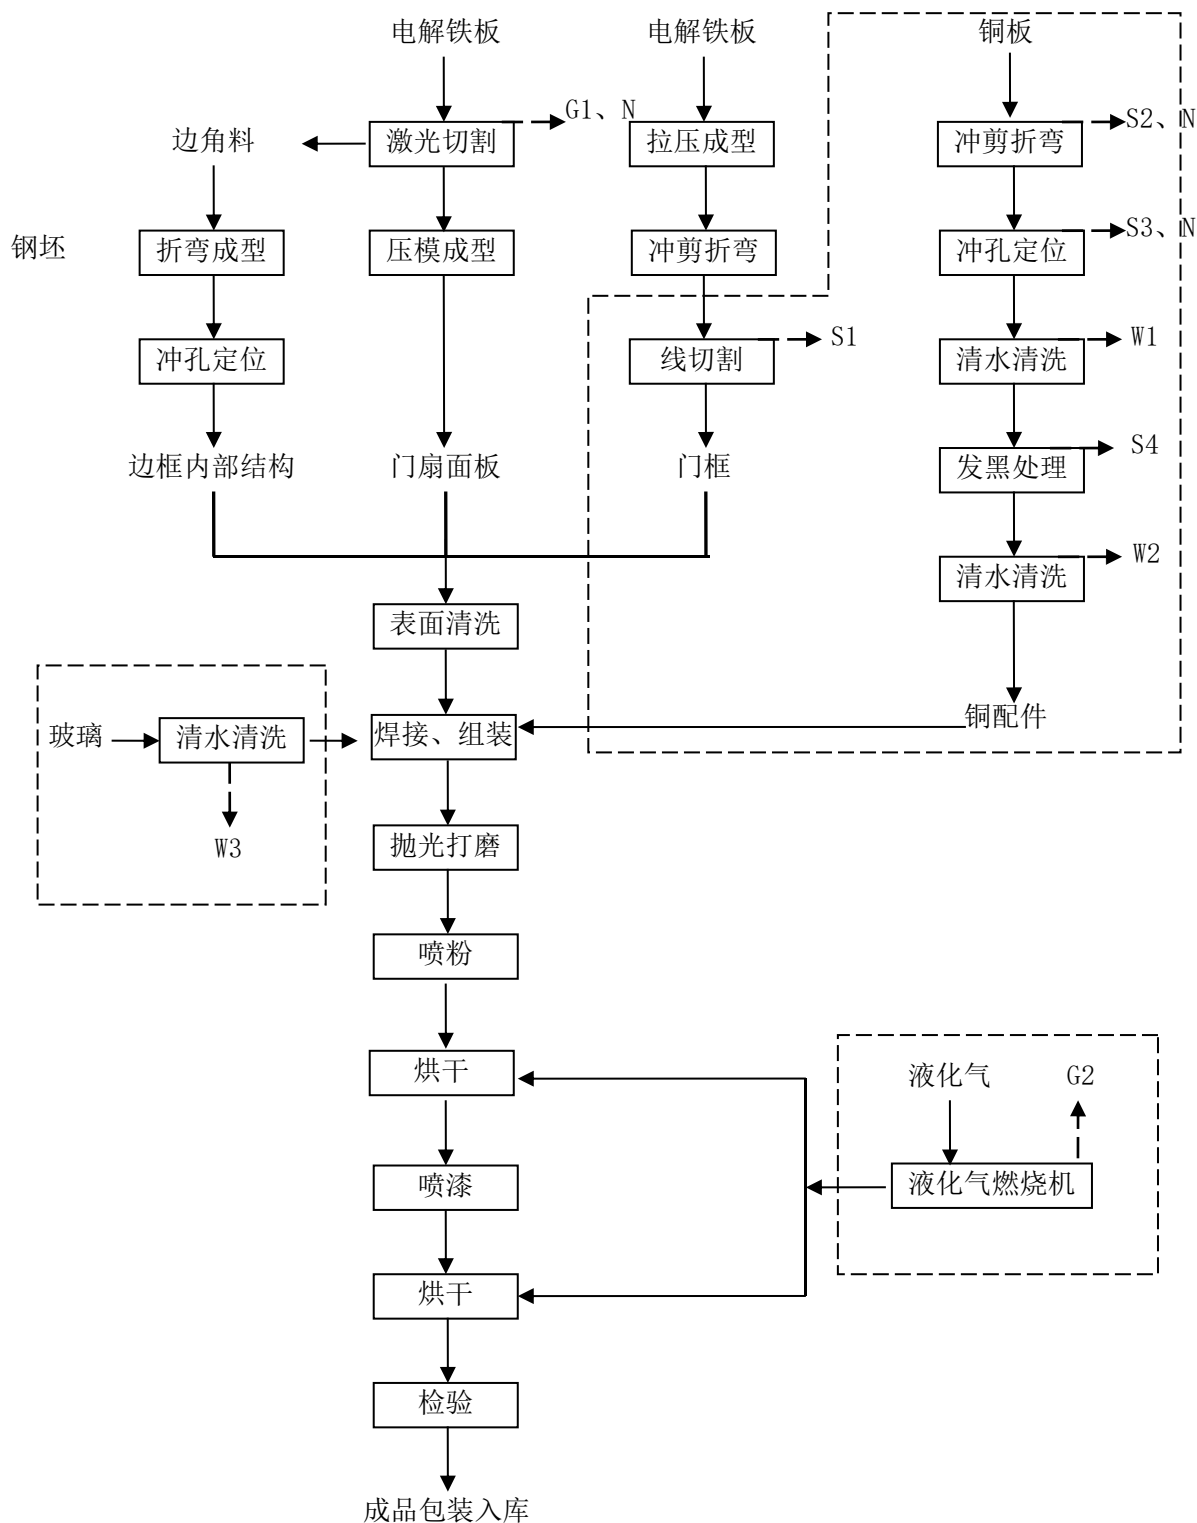 电解铁板
电解铁板
铜板
G1、N
S2、N
边角料
激光切割
拉压成型
冲剪折弯
钢坯
折弯成型
压模成型
冲剪折弯
冲孔定位
S3、N
冲孔定位
线切割
S1
清水清洗
W1
边框内部结构
门扇面板
门框
发黑处理
S4
清水清洗
W2
表面清洗
玻璃
清水清洗
焊接、组装
铜配件
W3
抛光打磨
喷粉
烘干
液化气
G2
喷漆
液化气燃烧机
烘干
检验
成品包装入库